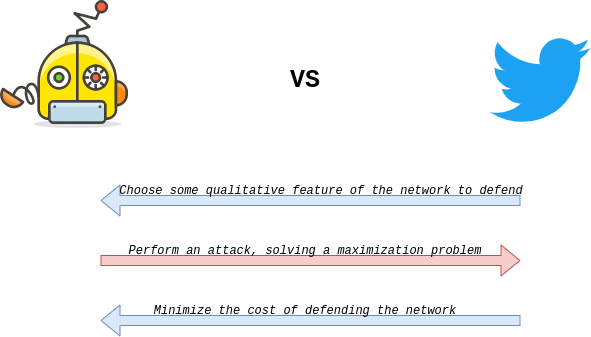 VS
Choose some qualitative feature of the network to defend
Perform an attack, solving a maximization problem
Minimize the cost of defending the network